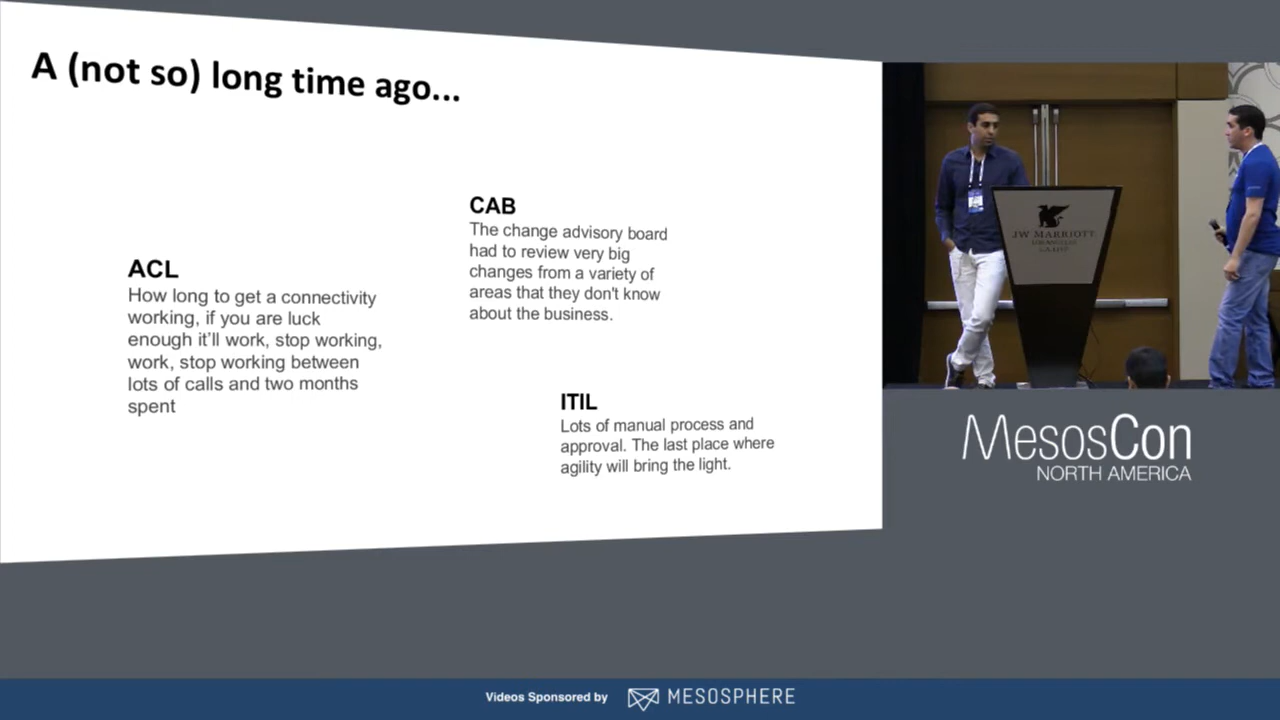 A (not so) long time ago...
ACL
How long to get a connectivity
working, if you are luck
enough it'll work, stop working,
work, stop working between
lots of calls and two months
spent
CAB
The change advisory board
had to review very big
changes from a variety of
areas that they don't know
about the business.
ITIL
Lots of manual process and
approval. The last place where
agility will bring the light.
JW MARRIOTT
MesosCon
NORTH AMERICA
Videos Sponsored by MESOSPHERE